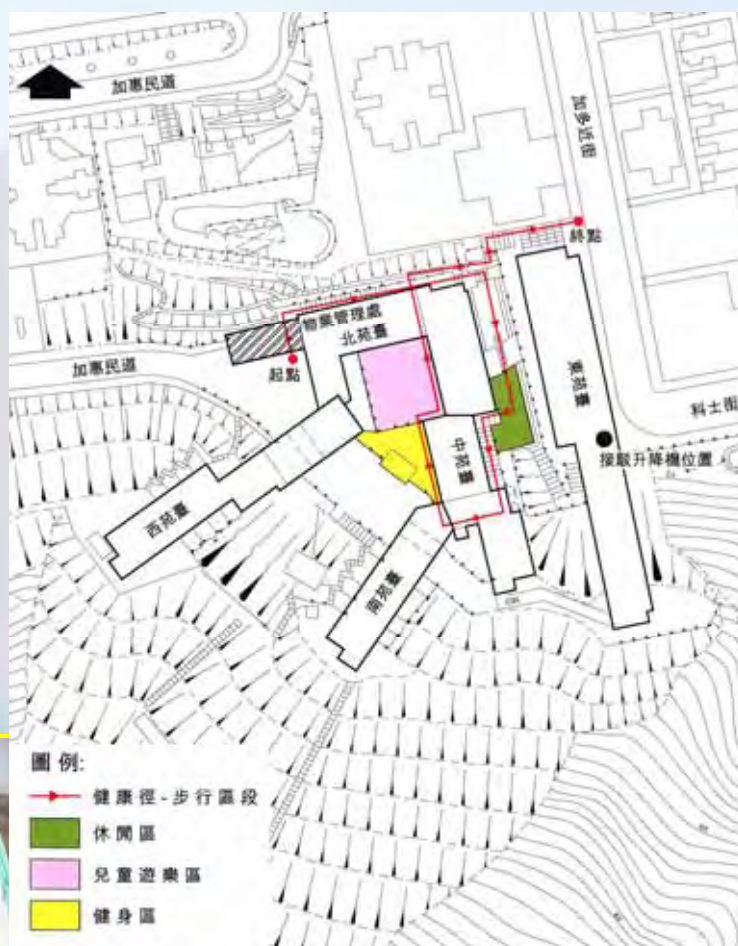 加惠民道
加多近街
終點
物業管理處
北苑臺
起點
加惠民道
東苑臺
科士街
中苑臺
接駁升降機位置
西苑臺
南苑臺
圖例:
健康徑-步行區段
休閒區
兒童遊樂區
健身區